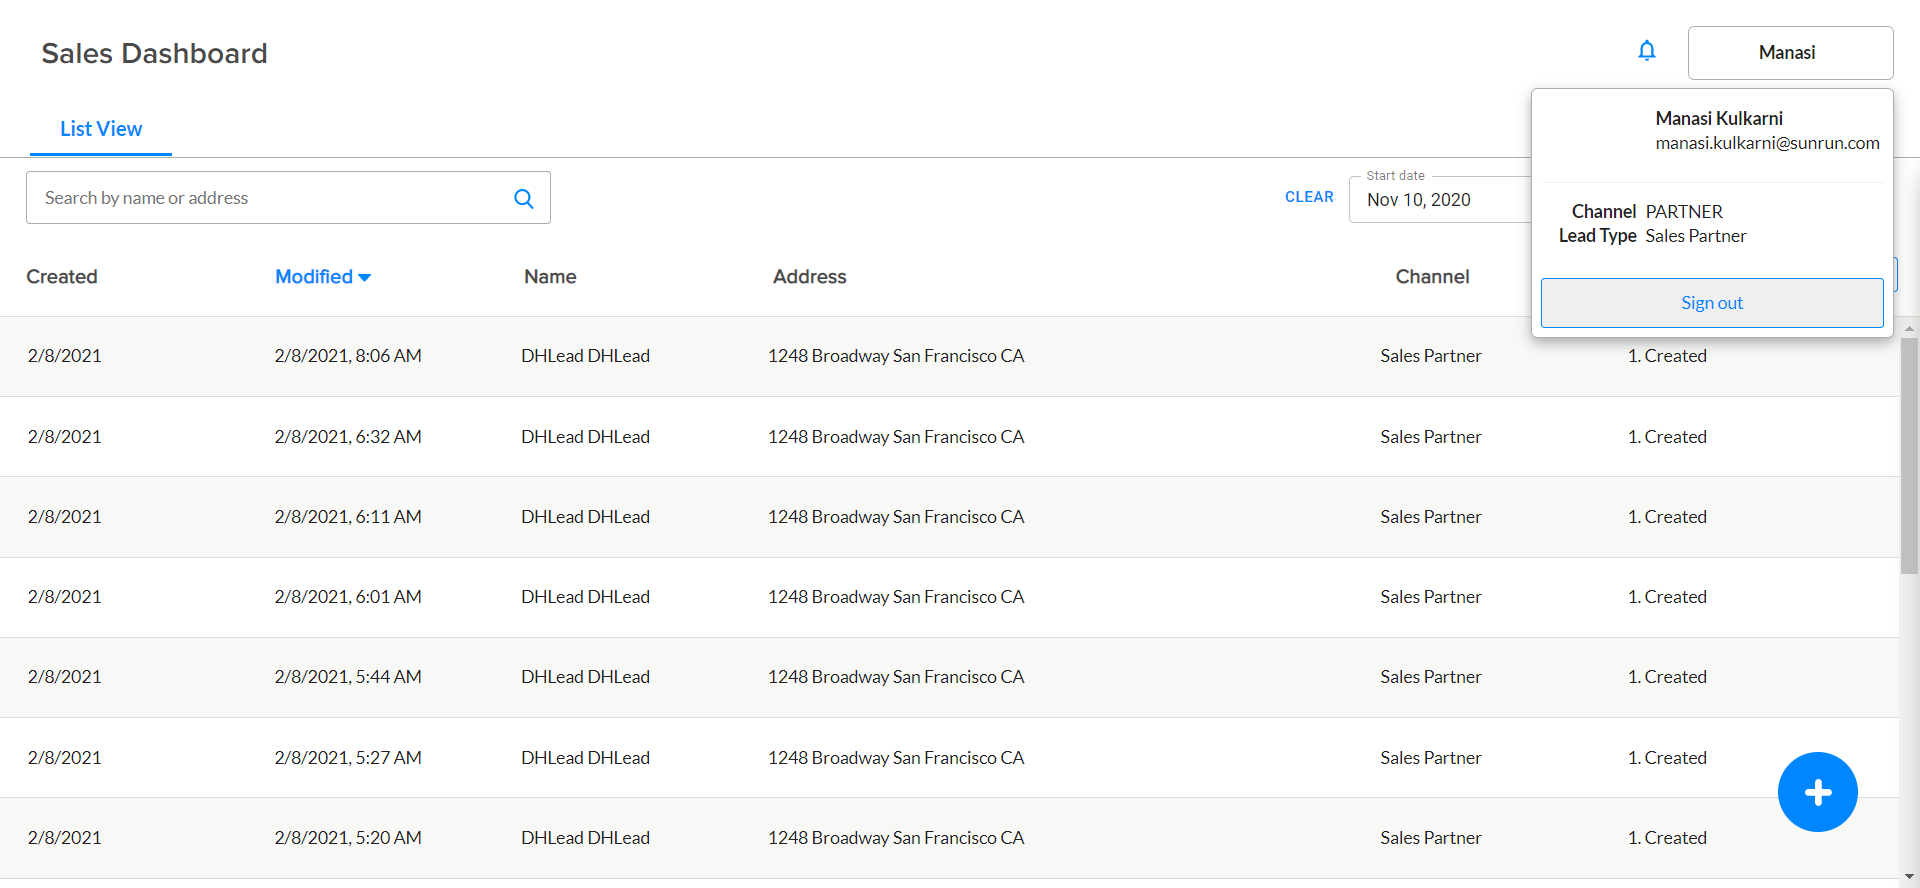 Sales Dashboard
Manasi
List View
Manasi Kulkarni
manasi.kulkarni@sunrun.com
Search by name or address
CLEAR
Start date
Nov 10, 2020
Channel PARTNER
Lead Type Sales Partner
Sign out
Created Modified Name Address Channel
2/8/2021 2/8/2021, 8:06 AM DHLead DHLead 1248 Broadway San Francisco CA Sales Partner 1. Created
2/8/2021 2/8/2021, 6:32 AM DHLead DHLead 1248 Broadway San Francisco CA Sales Partner 1. Created
2/8/2021 2/8/2021, 6:11 AM DHLead DHLead 1248 Broadway San Francisco CA Sales Partner 1. Created
2/8/2021 2/8/2021, 6:01 AM DHLead DHLead 1248 Broadway San Francisco CA Sales Partner 1. Created
2/8/2021 2/8/2021, 5:44 AM DHLead DHLead 1248 Broadway San Francisco CA Sales Partner 1. Created
2/8/2021 2/8/2021, 5:27 AM DHLead DHLead 1248 Broadway San Francisco CA Sales Partner 1. Created
2/8/2021 2/8/2021, 5:20 AM DHLead DHLead 1248 Broadway San Francisco CA Sales Partner 1. Created